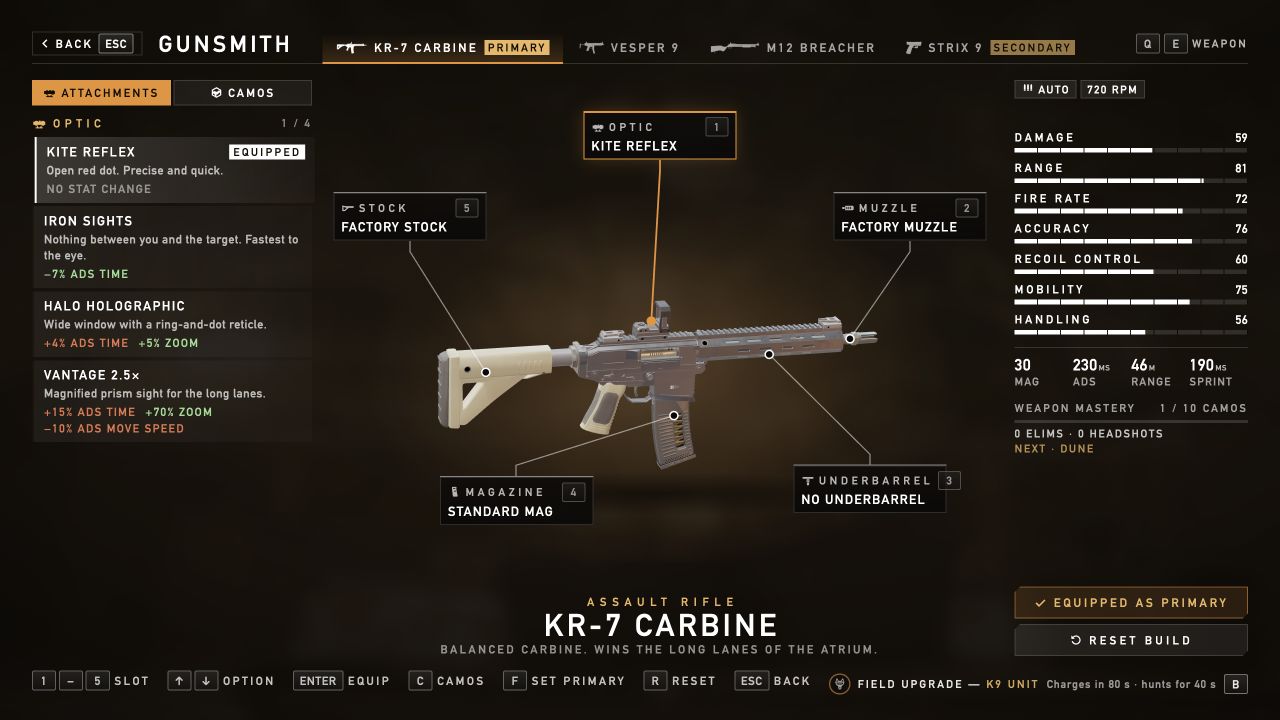 BACK ESC
GUNSMITH
KR-7 CARBINE PRIMARY
VESPER 9
M12 BREACHER
STRIX 9 SECONDARY
Q E WEAPON
ATTACHMENTS
CAMOS
OPTIC 1 / 4
KITE REFLEX EQUIPPED
Open red dot. Precise and quick.
NO STAT CHANGE
IRON SIGHTS
Nothing between you and the target. Fastest to
the eye.
−7% ADS TIME
HALO HOLOGRAPHIC
Wide window with a ring-and-dot reticle.
+4% ADS TIME +5% ZOOM
VANTAGE 2.5×
Magnified prism sight for the long lanes.
+15% ADS TIME +70% ZOOM
−10% ADS MOVE SPEED
OPTIC 1
KITE REFLEX
STOCK 5
FACTORY STOCK
MUZZLE 2
FACTORY MUZZLE
MAGAZINE 4
STANDARD MAG
UNDERBARREL 3
NO UNDERBARREL
AUTO
720 RPM
DAMAGE 59
RANGE 81
FIRE RATE 72
ACCURACY 76
RECOIL CONTROL 60
MOBILITY 75
HANDLING 56
30 230MS 46M 190MS
MAG ADS RANGE SPRINT
WEAPON MASTERY 1 / 10 CAMOS
0 ELIMS · 0 HEADSHOTS
NEXT · DUNE
ASSAULT RIFLE
KR-7 CARBINE
BALANCED CARBINE. WINS THE LONG LANES OF THE ATRIUM.
EQUIPPED AS PRIMARY
RESET BUILD
1 – 5 SLOT
↑ ↓ OPTION
ENTER EQUIP
C CAMOS
F SET PRIMARY
R RESET
ESC BACK
FIELD UPGRADE — K9 UNIT Charges in 80 s · hunts for 40 s B